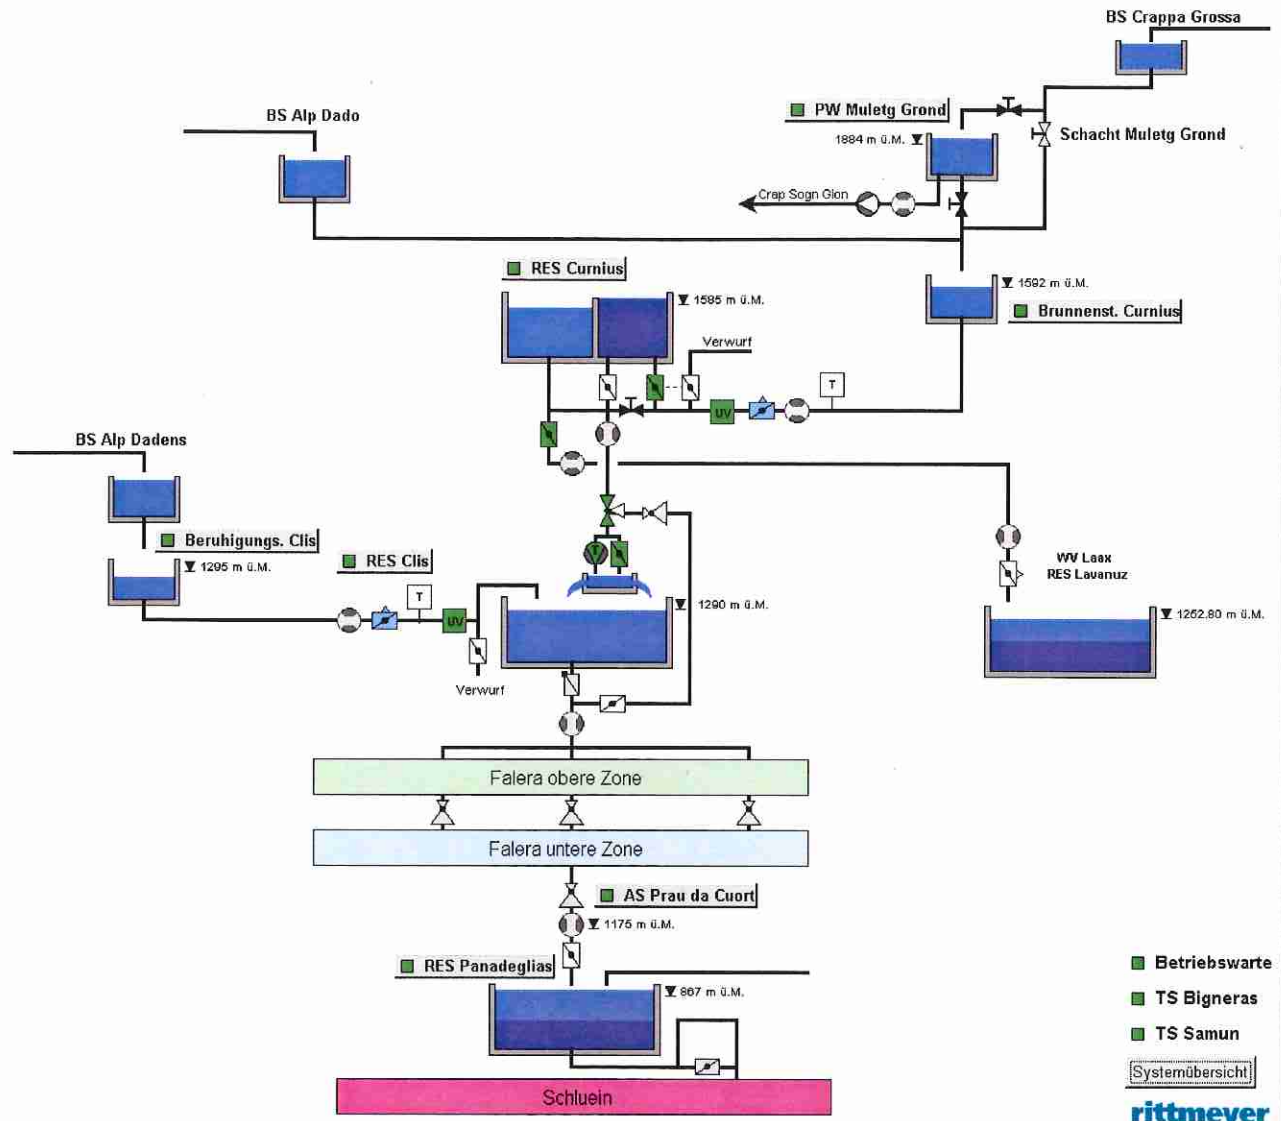 BS Crappa Grossa
BS Alp Dado
PW Muletg Grond
1884 m ü.M.
Schacht Muletg Grond
Crap Sogn Gion
RES Curnius
1585 m ü.M.
1592 m ü.M.
Brunnenst. Curnius
Verwurf
T
UV
BS Alp Dadens
Beruhigungs. Clis
1295 m ü.M.
RES Clis
T
UV
T
1290 m ü.M.
WV Laax
RES Lavanuz
1252.80 m ü.M.
Verwurf
Falera obere Zone
Falera untere Zone
AS Prau da Cuort
1175 m ü.M.
RES Panadeglias
867 m ü.M.
Schluein
Betriebswarte
TS Bigneras
TS Samun
Systemübersicht
rittmeyer